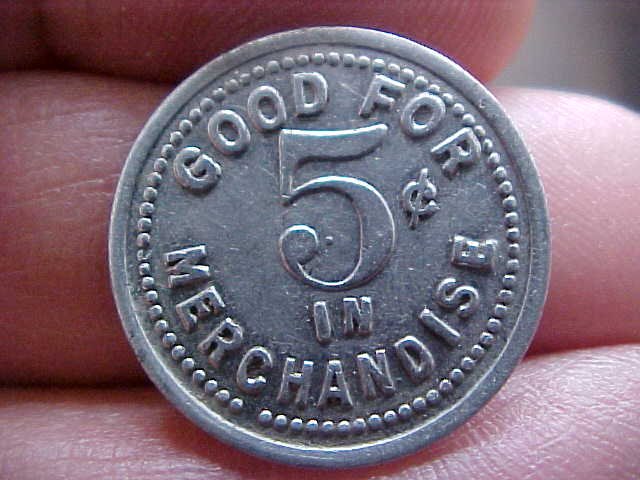 GOOD FOR
5¢
IN
MERCHANDISE